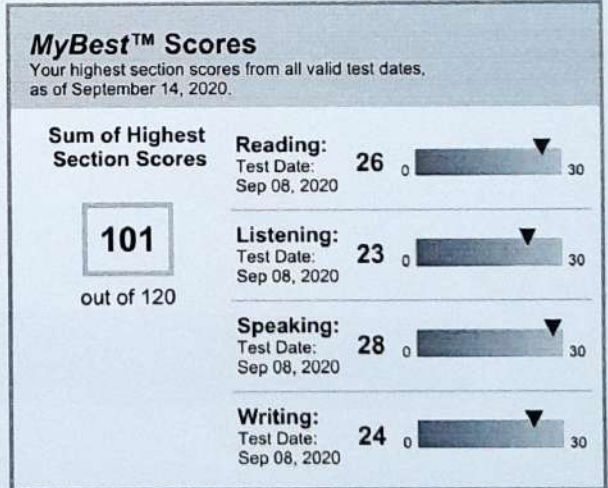 MyBest™ Scores
Your highest section scores from all valid test dates,
as of September 14, 2020.
Sum of Highest
Section Scores
101
out of 120
Reading:
Test Date:
Sep 08, 2020
26
0
30
Listening:
Test Date:
Sep 08, 2020
23
0
30
Speaking:
Test Date:
Sep 08, 2020
28
0
30
Writing:
Test Date:
Sep 08, 2020
24
0
30